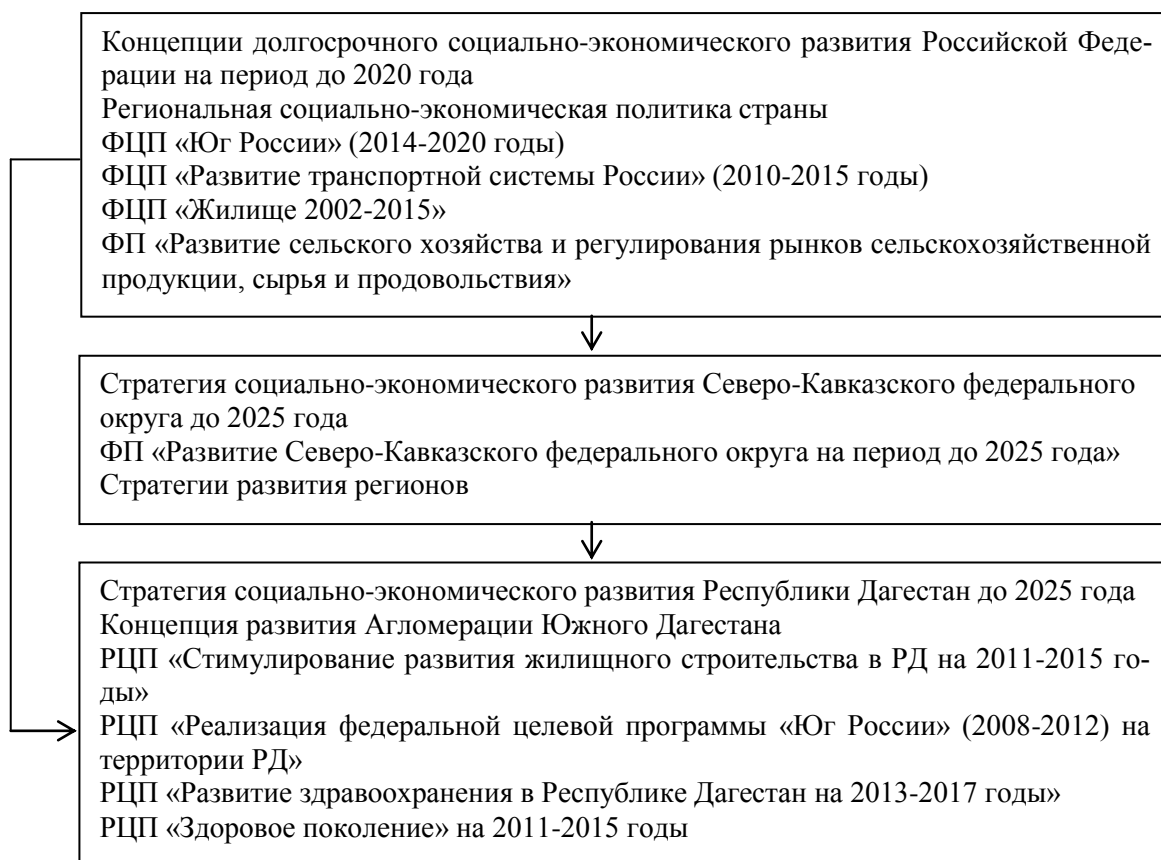 Концепции долгосрочного социально-экономического развития Российской Феде-
рации на период до 2020 года
Региональная социально-экономическая политика страны
ФЦП «Юг России» (2014-2020 годы)
ФЦП «Развитие транспортной системы России» (2010-2015 годы)
ФЦП «Жилище 2002-2015»
ФП «Развитие сельского хозяйства и регулирования рынков сельскохозяйственной
продукции, сырья и продовольствия»
Стратегия социально-экономического развития Северо-Кавказского федерального
округа до 2025 года
ФП «Развитие Северо-Кавказского федерального округа на период до 2025 года»
Стратегии развития регионов
Стратегия социально-экономического развития Республики Дагестан до 2025 года
Концепция развития Агломерации Южного Дагестана
РЦП «Стимулирование развития жилищного строительства в РД на 2011-2015 го-
ды»
РЦП «Реализация федеральной целевой программы «Юг России» (2008-2012) на
территории РД»
РЦП «Развитие здравоохранения в Республике Дагестан на 2013-2017 годы»
РЦП «Здоровое поколение» на 2011-2015 годы